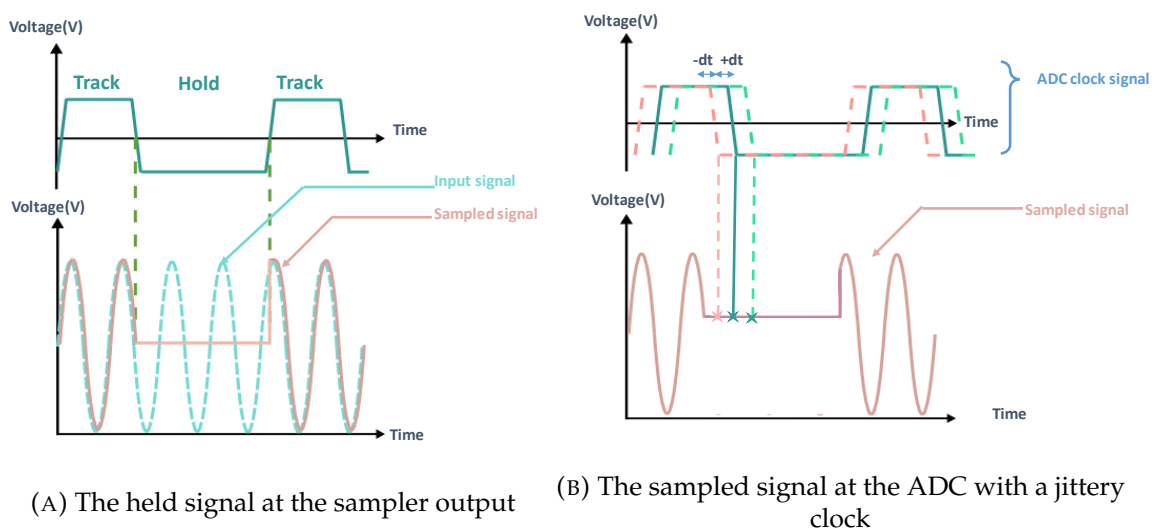 Voltage(V)
Track
Hold
Track
Time
Input signal
Voltage(V)
Sampled signal
Time
(A) The held signal at the sampler output
Voltage(V)
-dt
+dt
ADC clock signal
Time
Voltage(V)
Sampled signal
Time
(B) The sampled signal at the ADC with a jittery
clock